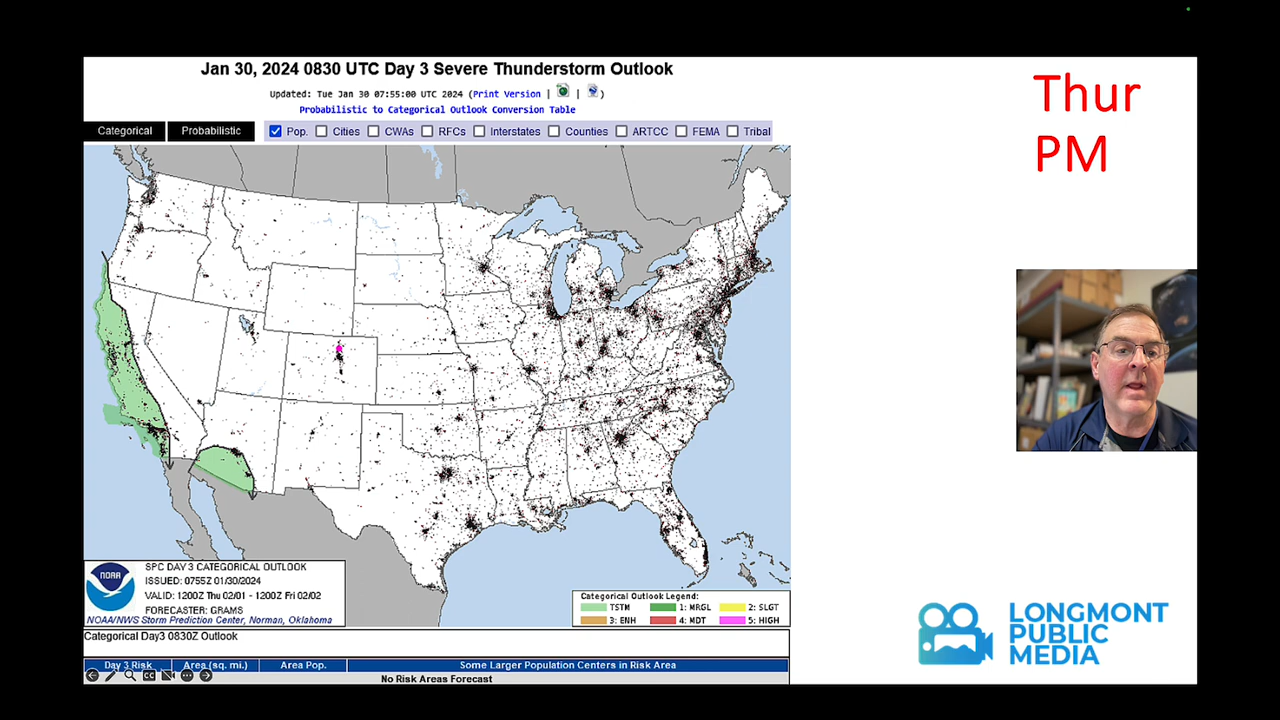 Jan 30, 2024 0830 UTC Day 3 Severe Thunderstorm Outlook
Updated: Tue Jan 30 07:55:00 UTC 2024 (Print Version | | )
Probabilistic to Categorical Outlook Conversion Table
Categorical Probabilistic Pop. Cities CWAs RFCs Interstates Counties ARTCC FEMA Tribal
Thur
PM
NOAA
SPC DAY 3 CATEGORICAL OUTLOOK
ISSUED: 0755Z 01/30/2024
VALID: 1200Z Thu 02/01 - 1200Z Fri 02/02
FORECASTER: GRAMS
NOAA/NWS Storm Prediction Center, Norman, Oklahoma
Categorical Outlook Legend:
TSTM 1: MRGL 2: SLGT
3: ENH 4: MDT 5: HIGH
Categorical Day3 0830Z Outlook
Day 3 Risk Area (sq. mi.) Area Pop. Some Larger Population Centers in Risk Area
No Risk Areas Forecast
CC
LONGMONT
PUBLIC
MEDIA